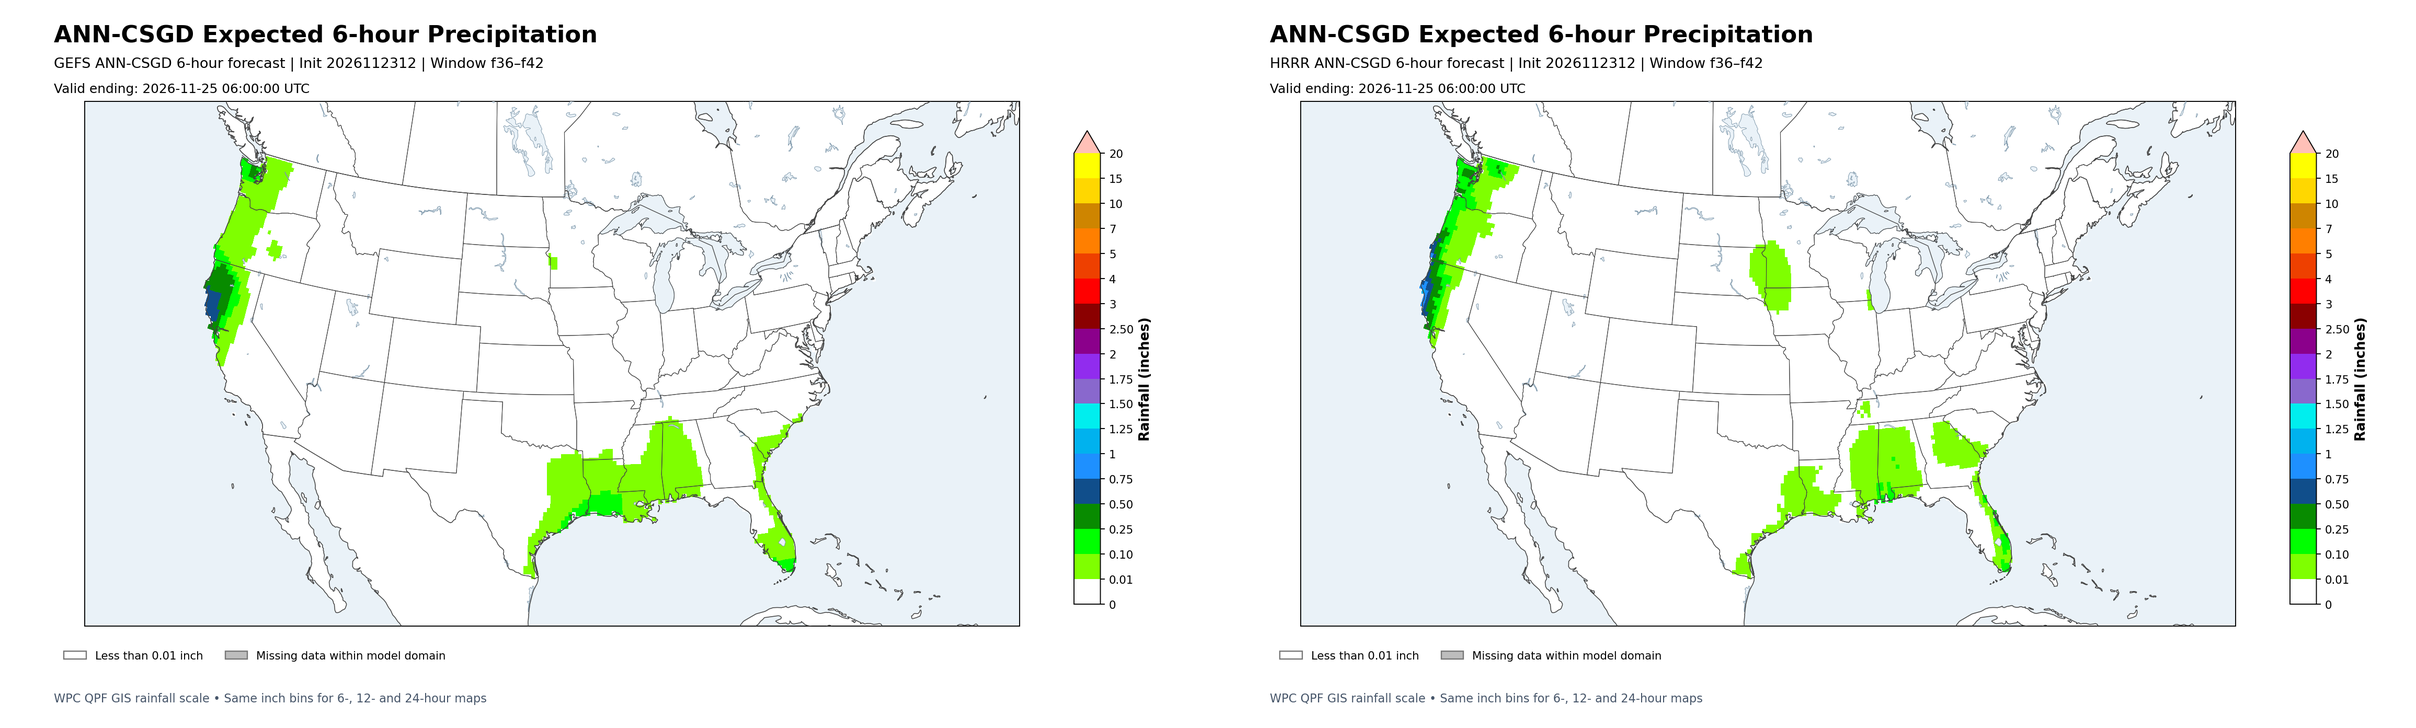 ANN-CSGD Expected 6-hour Precipitation
GEFS ANN-CSGD 6-hour forecast | Init 2026112312 | Window f36–f42
Valid ending: 2026-11-25 06:00:00 UTC
20
15
10
7
5
4
3
2.50
2
1.75
1.50
1.25
1
0.75
0.50
0.25
0.10
0.01
0
Rainfall (inches)
Less than 0.01 inch
Missing data within model domain
WPC QPF GIS rainfall scale • Same inch bins for 6-, 12- and 24-hour maps
ANN-CSGD Expected 6-hour Precipitation
HRRR ANN-CSGD 6-hour forecast | Init 2026112312 | Window f36–f42
Valid ending: 2026-11-25 06:00:00 UTC
20
15
10
7
5
4
3
2.50
2
1.75
1.50
1.25
1
0.75
0.50
0.25
0.10
0.01
0
Rainfall (inches)
Less than 0.01 inch
Missing data within model domain
WPC QPF GIS rainfall scale • Same inch bins for 6-, 12- and 24-hour maps